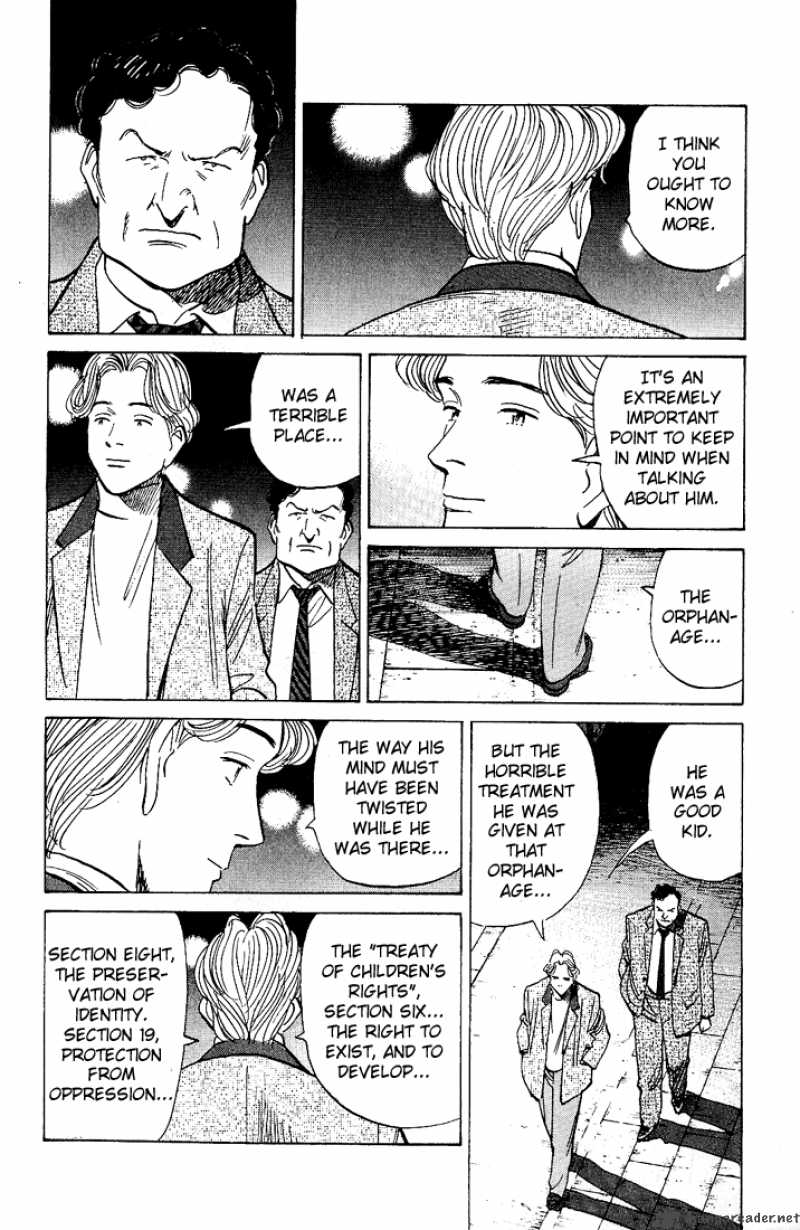 I THINK
YOU
OUGHT TO
KNOW
MORE.
IT'S AN
EXTREMELY
IMPORTANT
POINT TO KEEP
IN MIND WHEN
TALKING
ABOUT HIM.
THE
ORPHAN-
AGE...
WAS A
TERRIBLE
PLACE...
HE
WAS A
GOOD
KID.
BUT THE
HORRIBLE
TREATMENT
HE WAS
GIVEN AT
THAT
ORPHAN-
AGE...
THE WAY HIS
MIND MUST
HAVE BEEN
TWISTED
WHILE HE
WAS THERE...
THE "TREATY
OF CHILDREN'S
RIGHTS",
SECTION SIX...
THE RIGHT TO
EXIST, AND TO
DEVELOP...
SECTION EIGHT,
THE PRESER-
VATION OF
IDENTITY.
SECTION 19,
PROTECTION
FROM
OPPRESSION...